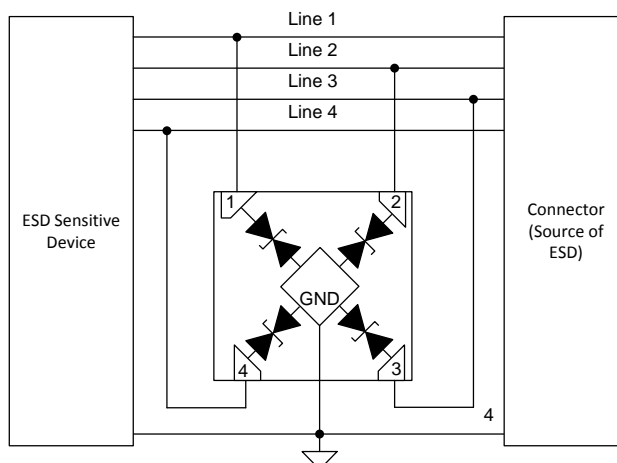 Line 1
Line 2
Line 3
Line 4
ESD Sensitive
Device
Connector
(Source of
ESD)
1
2
GND
4
3
4